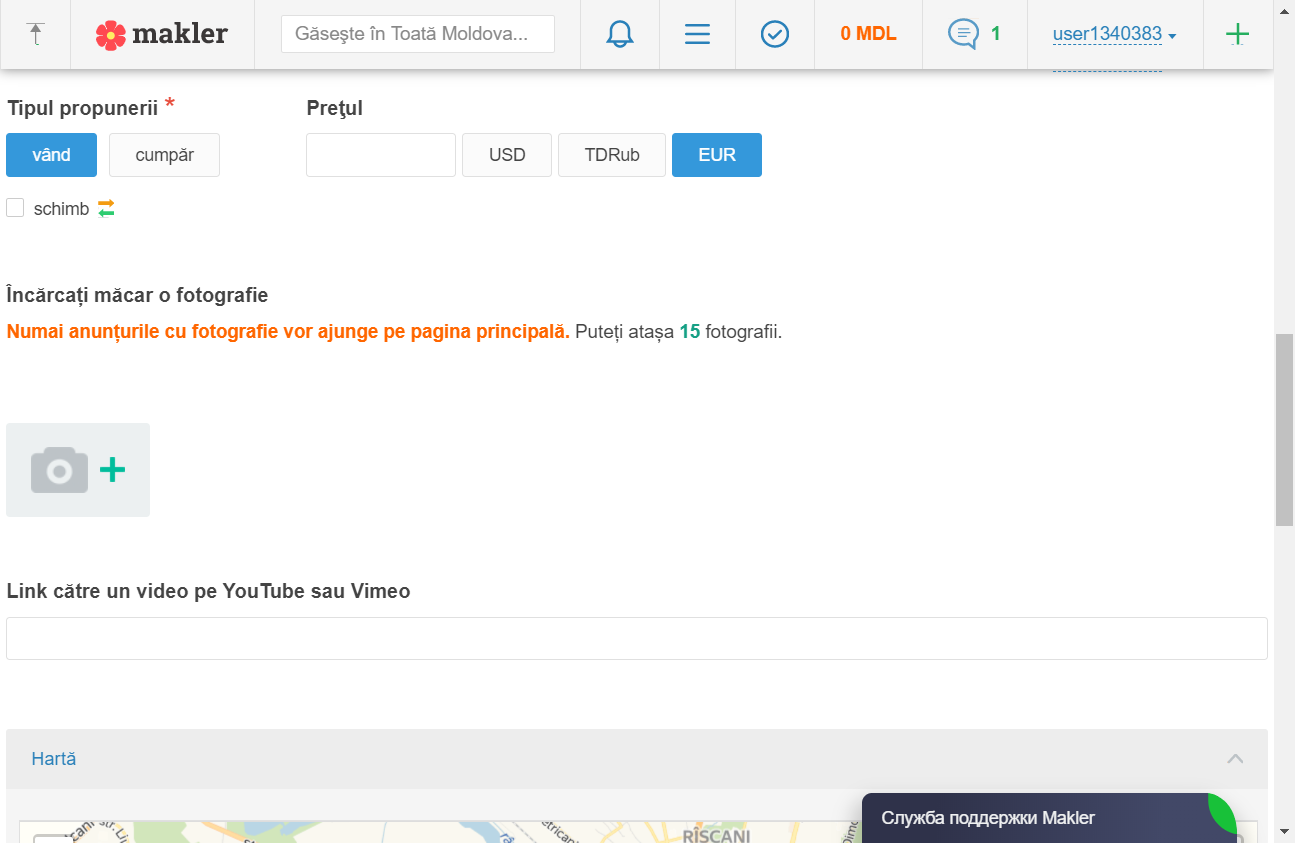 makler
Găseşte în Toată Moldova...
0 MDL
1
user1340383
Tipul propunerii *
Preţul
vând
cumpăr
USD
TDRub
EUR
schimb
Încărcați măcar o fotografie
Numai anunțurile cu fotografie vor ajunge pe pagina principală. Puteți atașa 15 fotografii.
Link către un video pe YouTube sau Vimeo
Hartă
RÎȘCANI
Служба поддержки Makler